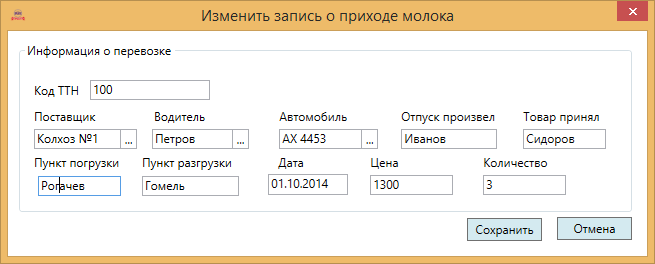 Изменить запись о приходе молока
Информация о перевозке
Код ТТН 100
Поставщик Водитель Автомобиль Отпуск произвел Товар принял
Колхоз №1 ... Петров ... АХ 4453 ... Иванов Сидоров
Пункт погрузки Пункт разгрузки Дата Цена Количество
Рогачев Гомель 01.10.2014 1300 3
Сохранить Отмена